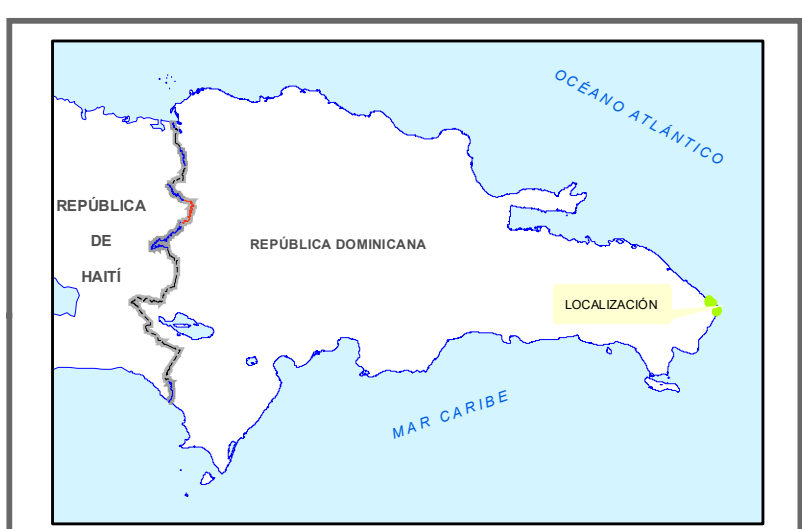 OCÉANO ATLÁNTICO
REPÚBLICA
DE
HAITÍ
REPÚBLICA DOMINICANA
LOCALIZACIÓN
MAR CARIBE